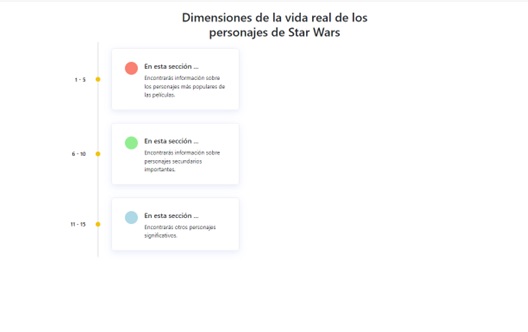 Dimensiones de la vida real de los
personajes de Star Wars
1 - 5
En esta sección ...
Encontrarás información sobre
los personajes más populares de
las películas.
6 - 10
En esta sección ...
Encontrarás información sobre
personajes secundarios
importantes.
11 - 15
En esta sección ...
Encontrarás otros personajes
significativos.